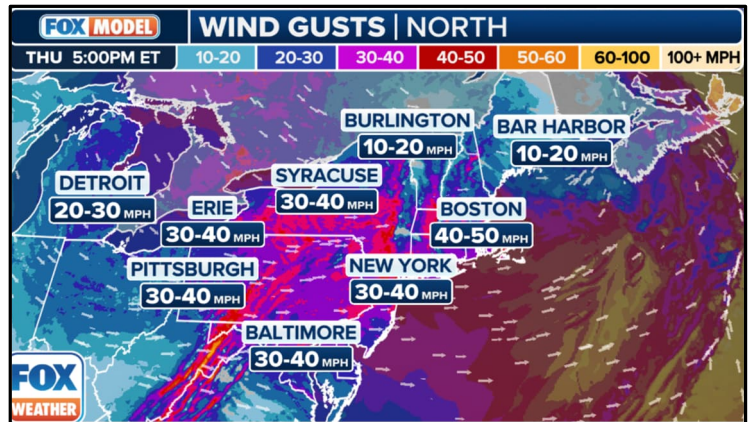 FOX MODEL WIND GUSTS | NORTH
THU 5:00PM ET 10-20 20-30 30-40 40-50 50-60 60-100 100+ MPH
BURLINGTON
10-20 MPH
BAR HARBOR
10-20 MPH
SYRACUSE
30-40 MPH
DETROIT
20-30 MPH
ERIE
30-40 MPH
BOSTON
40-50 MPH
PITTSBURGH
30-40 MPH
NEW YORK
30-40 MPH
BALTIMORE
30-40 MPH
FOX
WEATHER